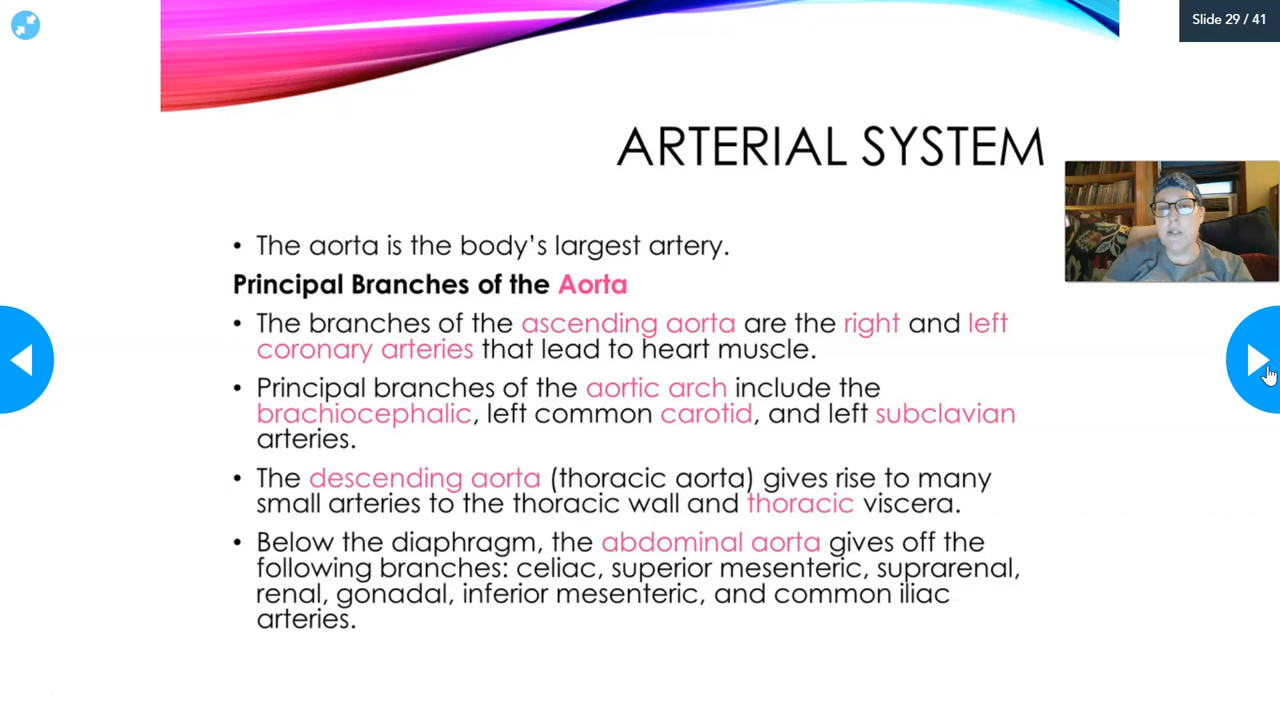 Slide 29 / 41
ARTERIAL SYSTEM
• The aorta is the body’s largest artery.
Principal Branches of the Aorta
• The branches of the ascending aorta are the right and left
coronary arteries that lead to heart muscle.
• Principal branches of the aortic arch include the
brachiocephalic, left common carotid, and left subclavian
arteries.
• The descending aorta (thoracic aorta) gives rise to many
small arteries to the thoracic wall and thoracic viscera.
• Below the diaphragm, the abdominal aorta gives off the
following branches: celiac, superior mesenteric, suprarenal,
renal, gonadal, inferior mesenteric, and common iliac
arteries.